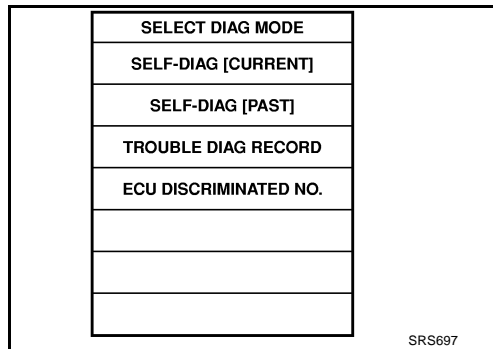 SELECT DIAG MODE
SELF-DIAG [CURRENT]
SELF-DIAG [PAST]
TROUBLE DIAG RECORD
ECU DISCRIMINATED NO.
SRS697